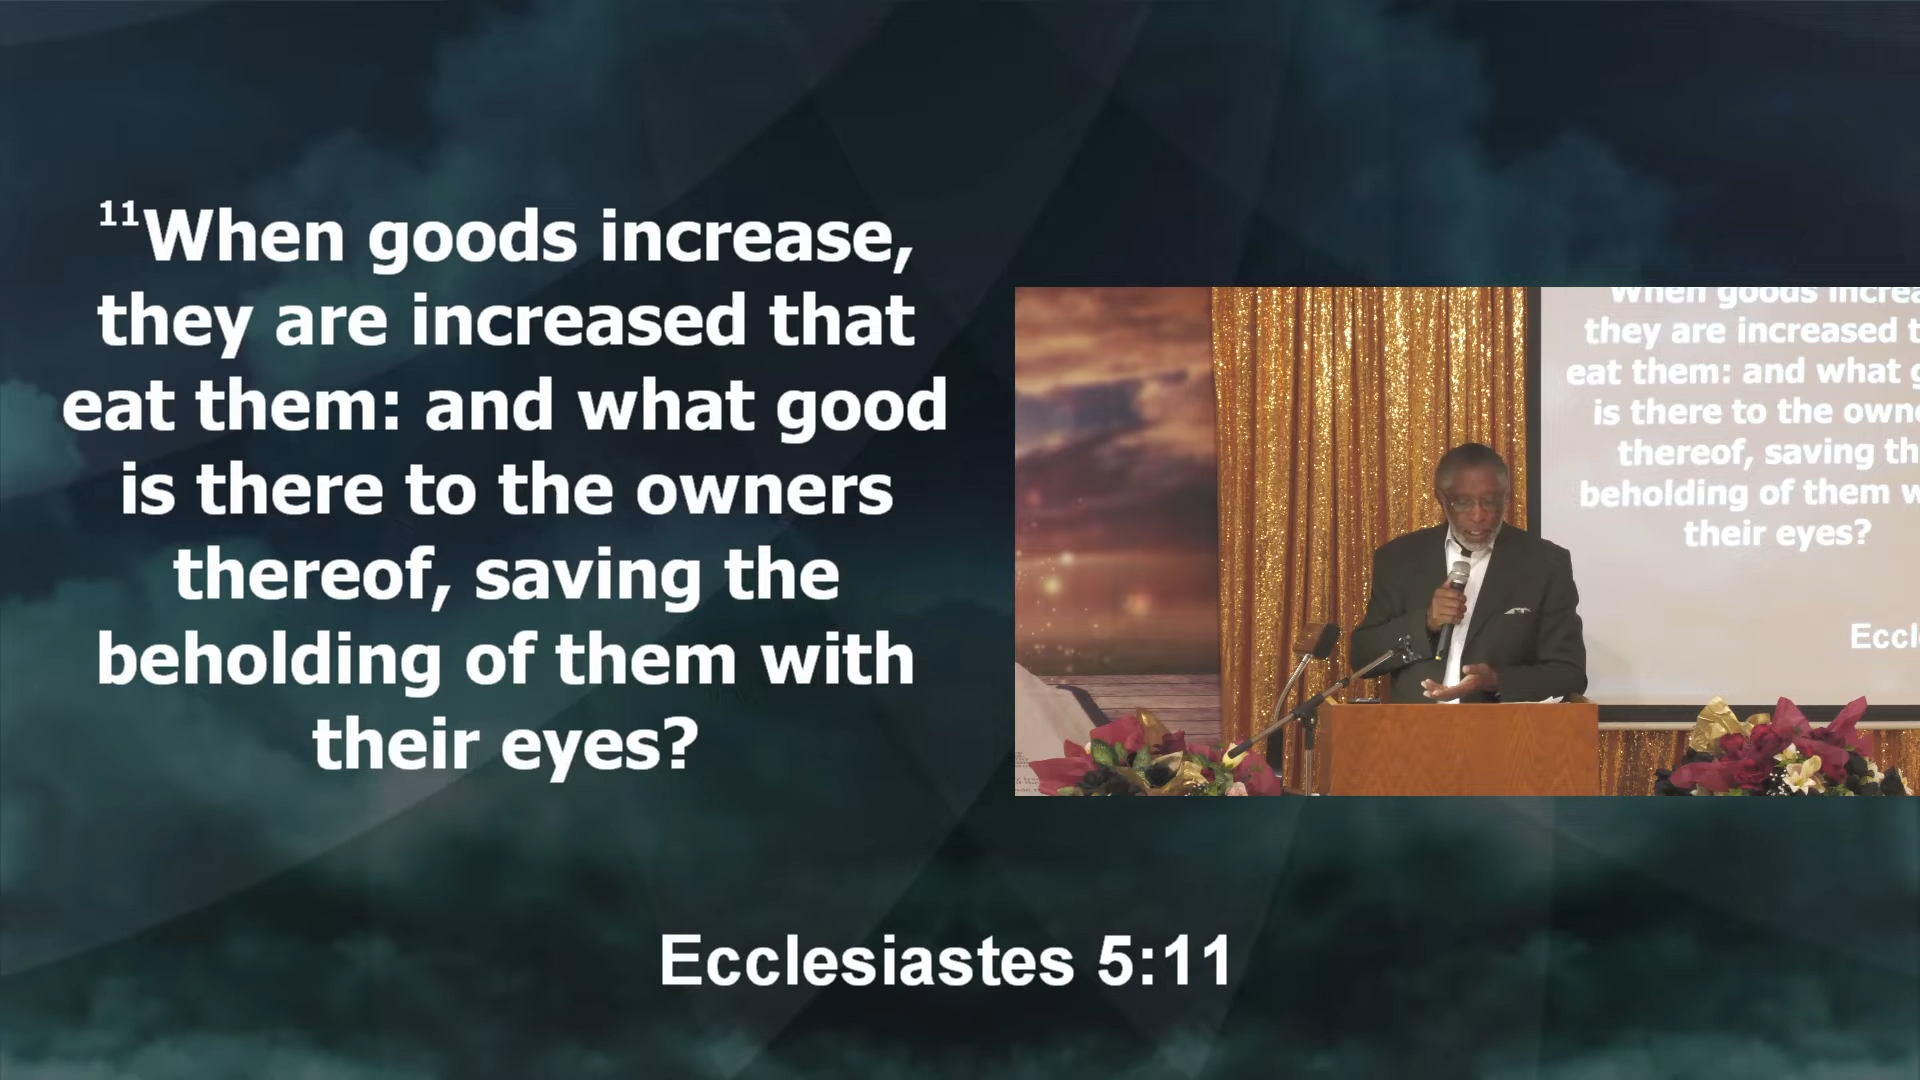 11When goods increase,
they are increased that
eat them: and what good
is there to the owners
thereof, saving the
beholding of them with
their eyes?
When goods
they are increased
eat them: and what
is there to the
thereof, saving
beholding of them
their eyes?
Ecclesiastes 5:11